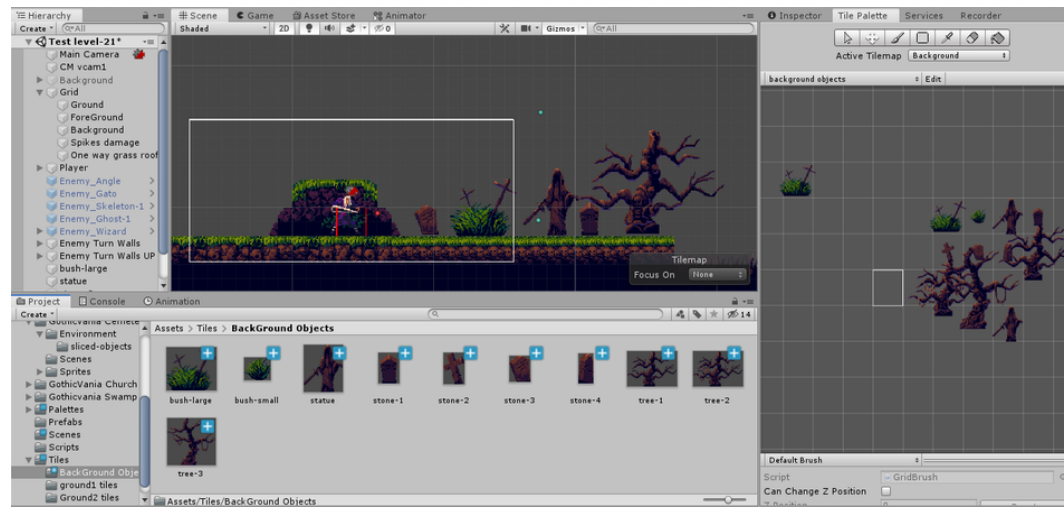 Hierarchy
Create
All
Test level-21*
Main Camera
CM vcam1
Background
Grid
Ground
ForeGround
Background
Spikes damage
One way grass roof
Player
Enemy_Angle
Enemy_Gato
Enemy_Skeleton-1
Enemy_Ghost-1
Enemy_Wizard
Enemy Turn Walls
Enemy Turn Walls UP
bush-large
statue
Scene Game Asset Store Animator
Shaded 2D 0 Gizmos All
Tilemap
Focus On None
Inspector Tile Palette Services Recorder
Active Tilemap Background
background objects Edit
Default Brush
Script GridBrush
Can Change Z Position
Z Position 0
Project Console Animation
Create 14
GothicVania Cemete
Environment
sliced-objects
Scenes
Sprites
GothicVania Church
Gothicvania Swamp
Palettes
Prefabs
Scenes
Scripts
Tiles
BackGround Obje
ground1 tiles
Ground2 tiles
Assets > Tiles > BackGround Objects
bush-large bush-small statue stone-1 stone-2 stone-3 stone-4 tree-1 tree-2
tree-3
Assets/Tiles/BackGround Objects